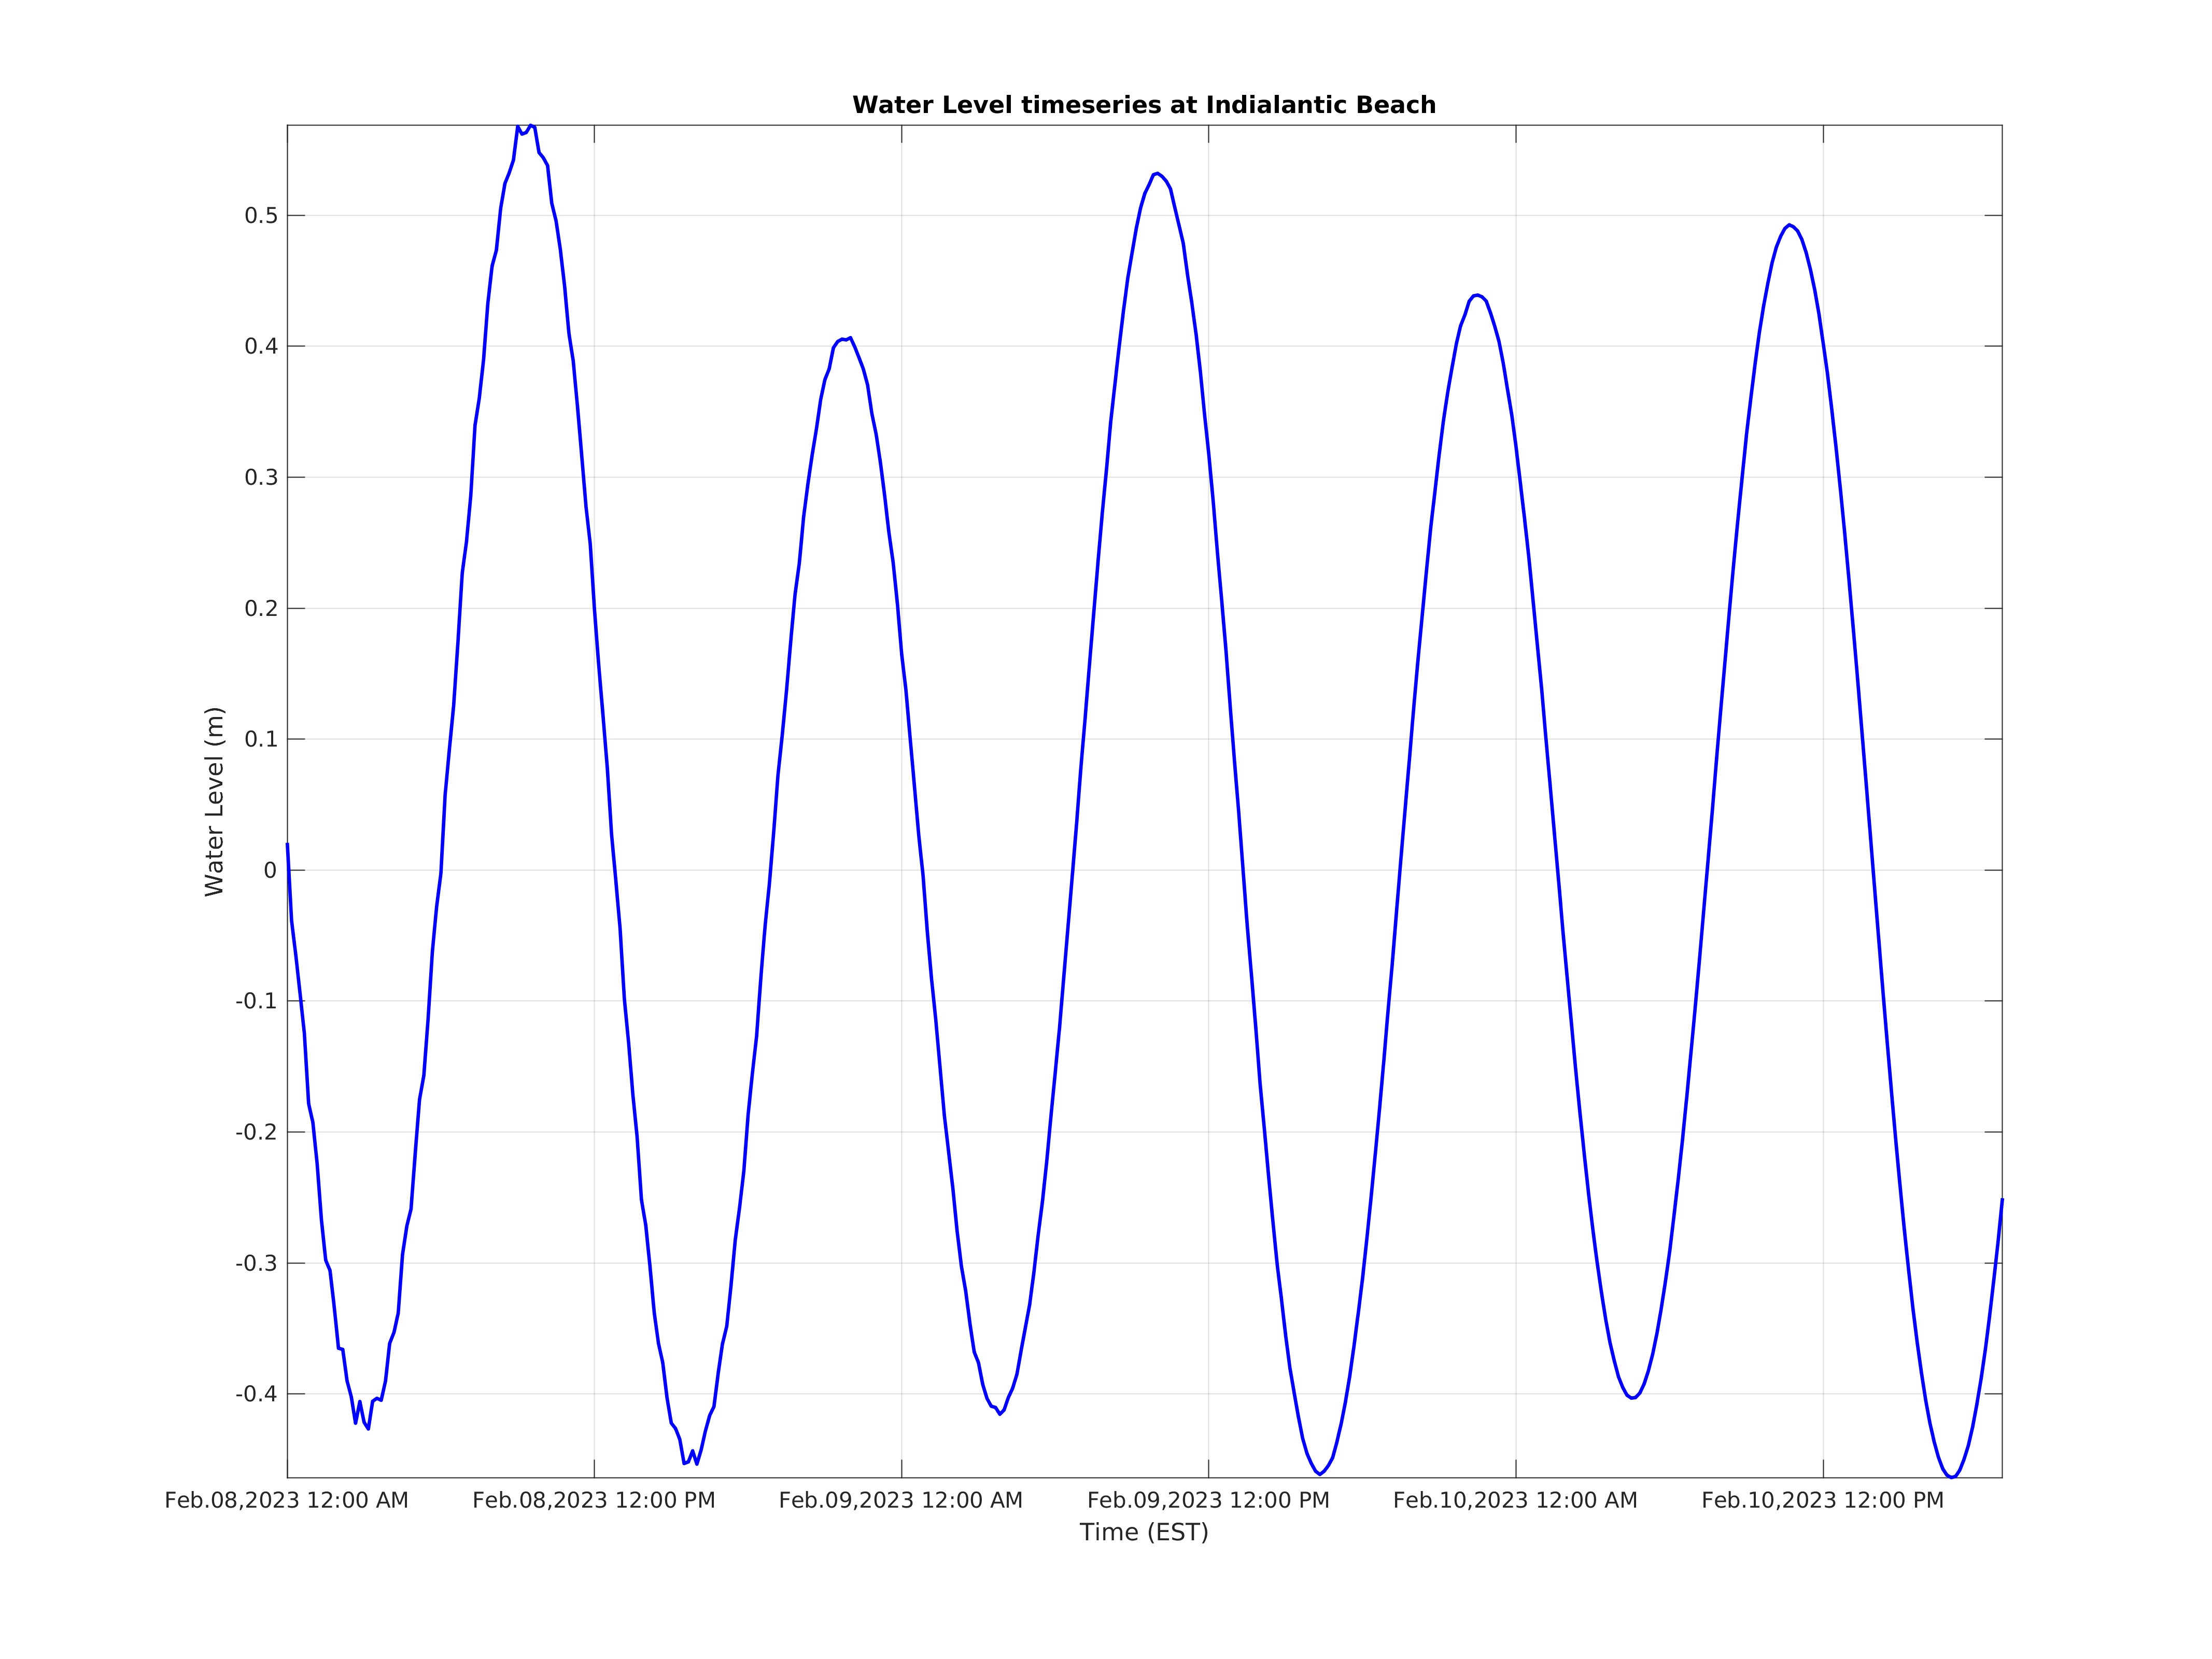 Water Level timeseries at Indialantic Beach
0.5
0.4
0.3
0.2
0.1
0
-0.1
-0.2
-0.3
-0.4
Water Level (m)
Feb.08,2023 12:00 AM Feb.08,2023 12:00 PM Feb.09,2023 12:00 AM Feb.09,2023 12:00 PM Feb.10,2023 12:00 AM Feb.10,2023 12:00 PM
Time (EST)